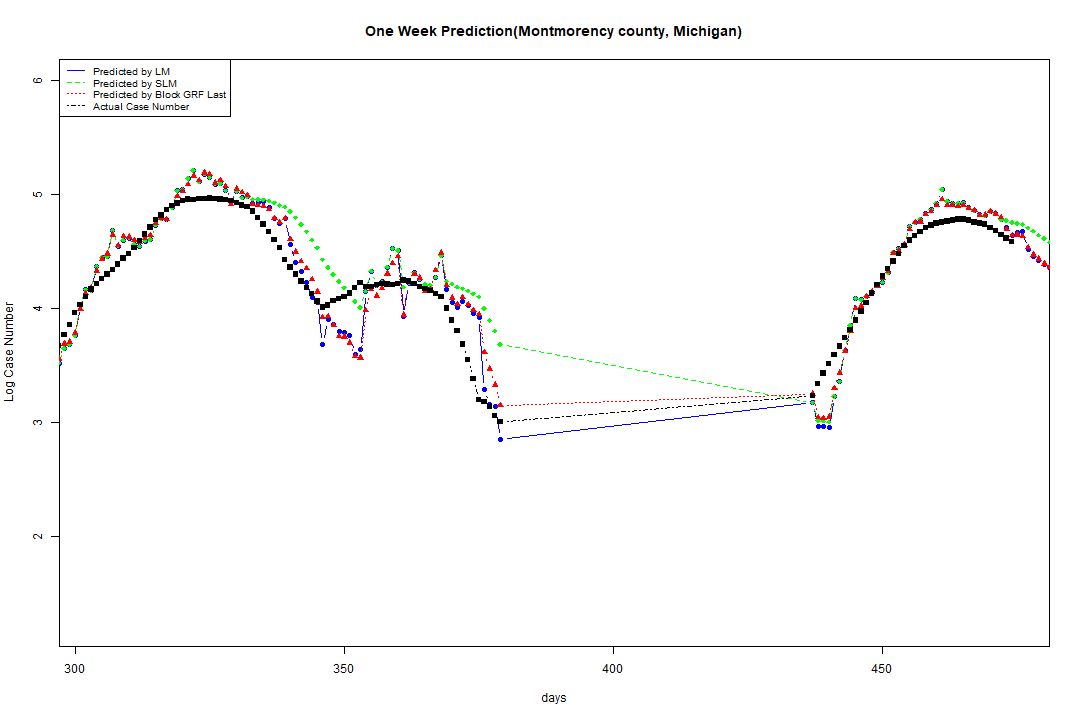 One Week Prediction(Montmorency county, Michigan)
Predicted by LM
Predicted by SLM
Predicted by Block GRF Last
Actual Case Number
6
5
4
3
2
Log Case Number
300
350
400
450
days